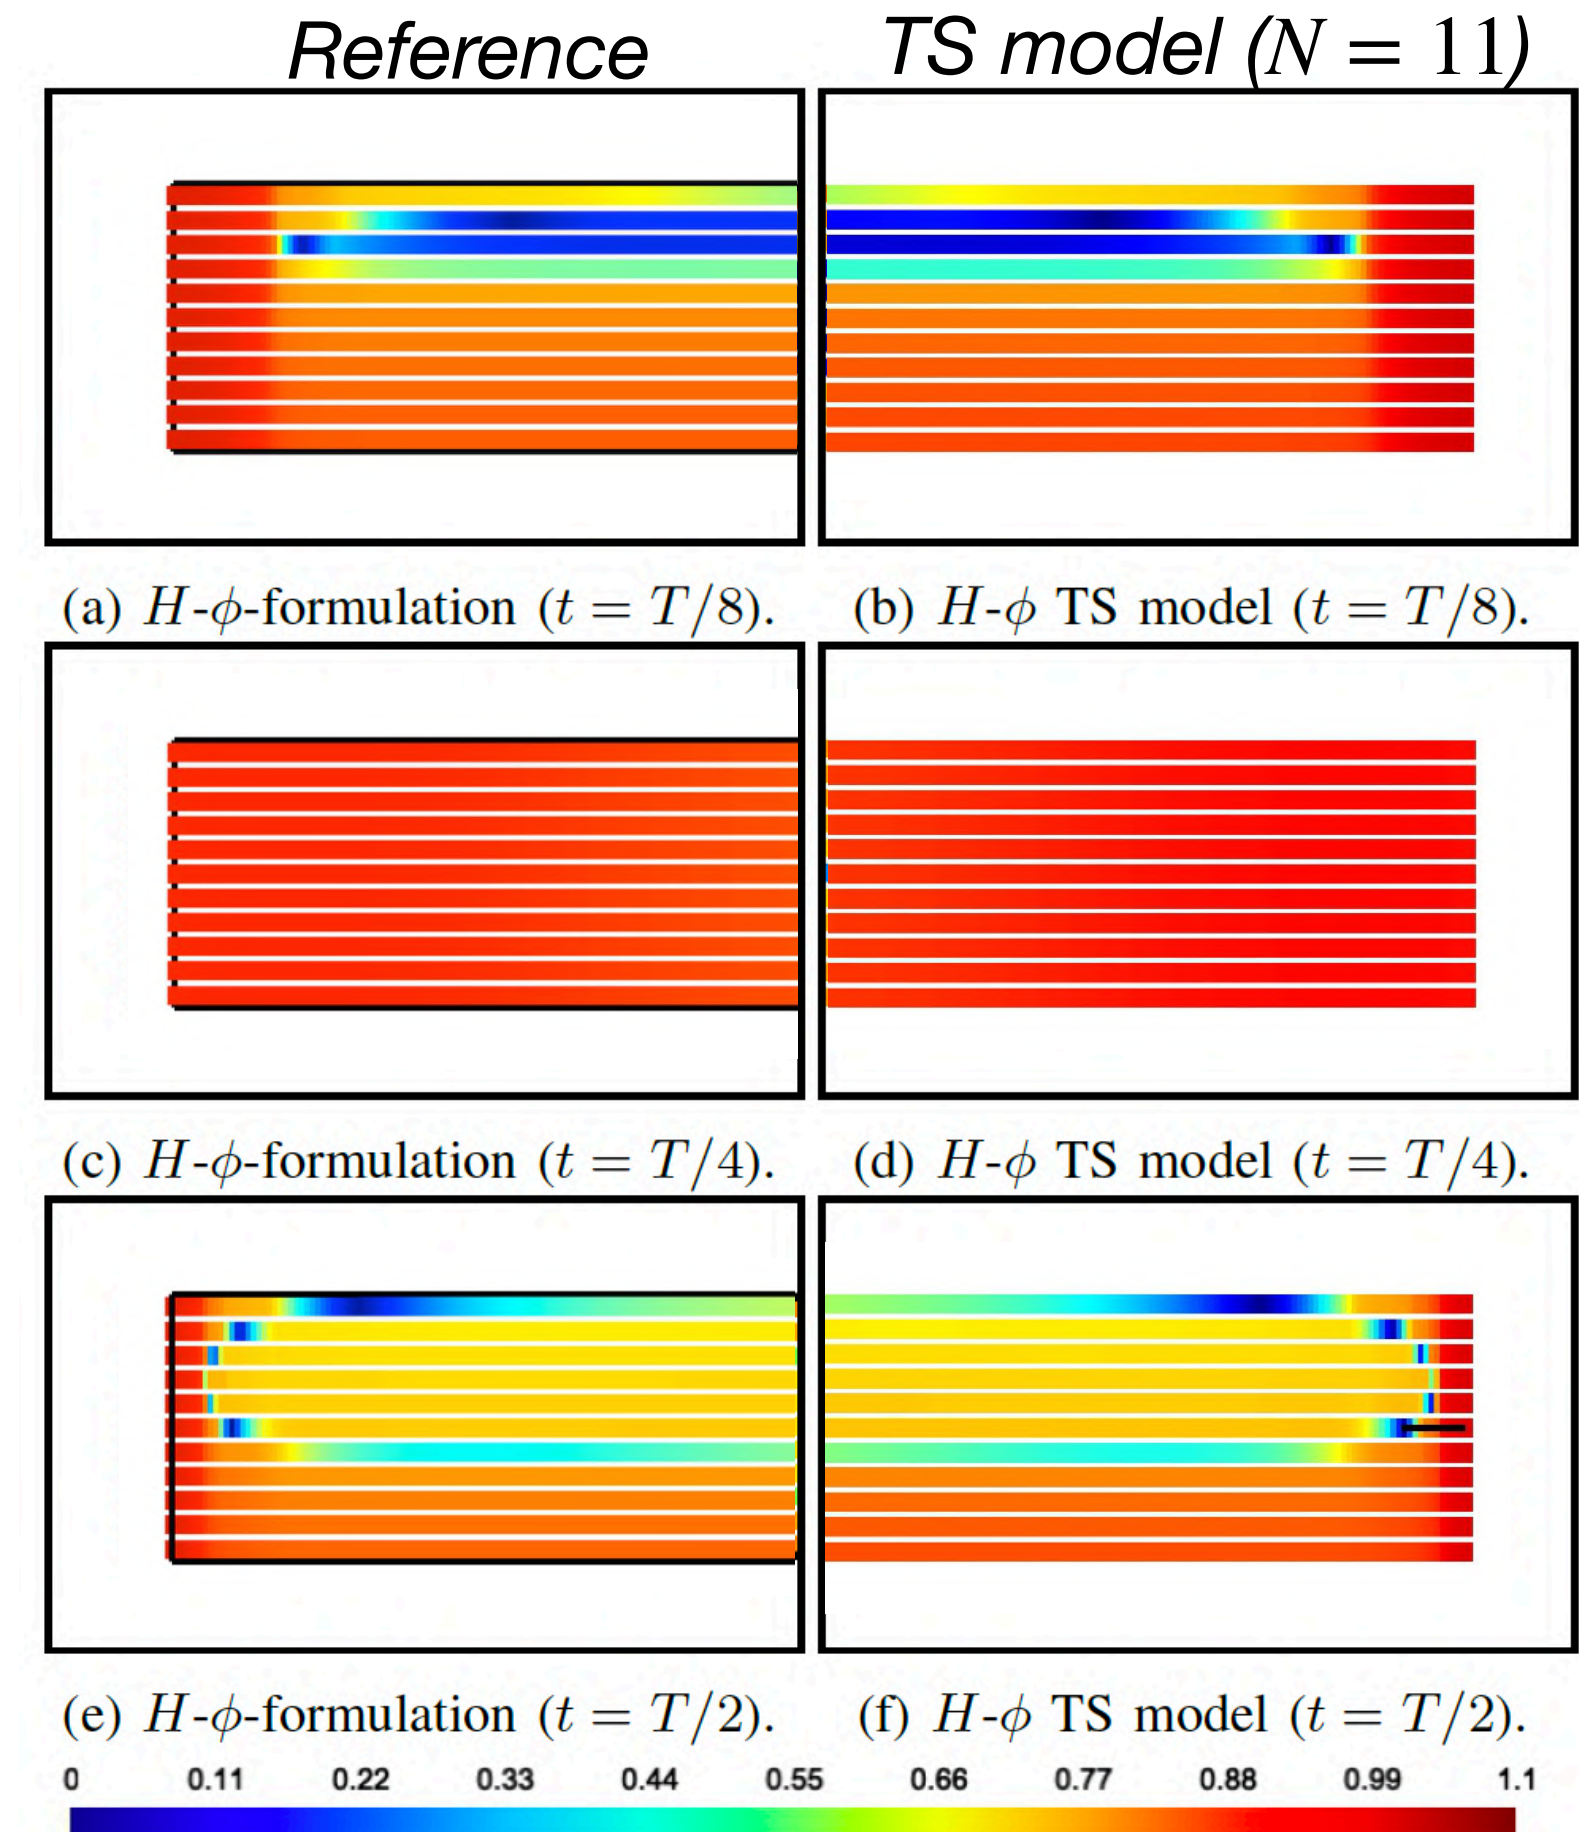 Reference TS model (N = 11)
(a) H-ϕ-formulation (t = T/8). (b) H-ϕ TS model (t = T/8).
(c) H-ϕ-formulation (t = T/4). (d) H-ϕ TS model (t = T/4).
(e) H-ϕ-formulation (t = T/2). (f) H-ϕ TS model (t = T/2).
0 0.11 0.22 0.33 0.44 0.55 0.66 0.77 0.88 0.99 1.1